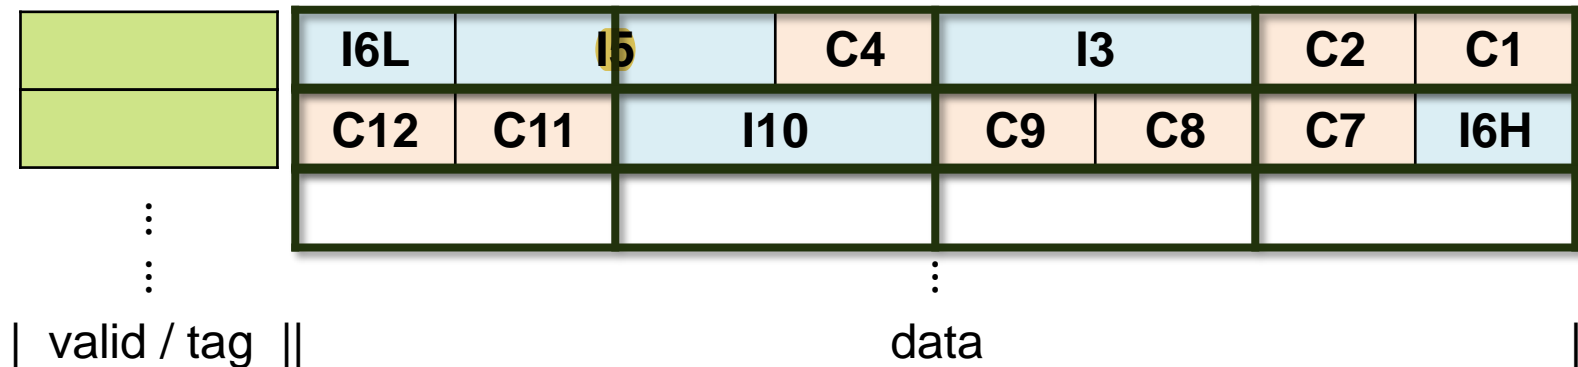 I6L I5 C4 I3 C2 C1
C12 C11 I10 C9 C8 C7 I6H
⋮
⋮ ⋮
| valid / tag || data |